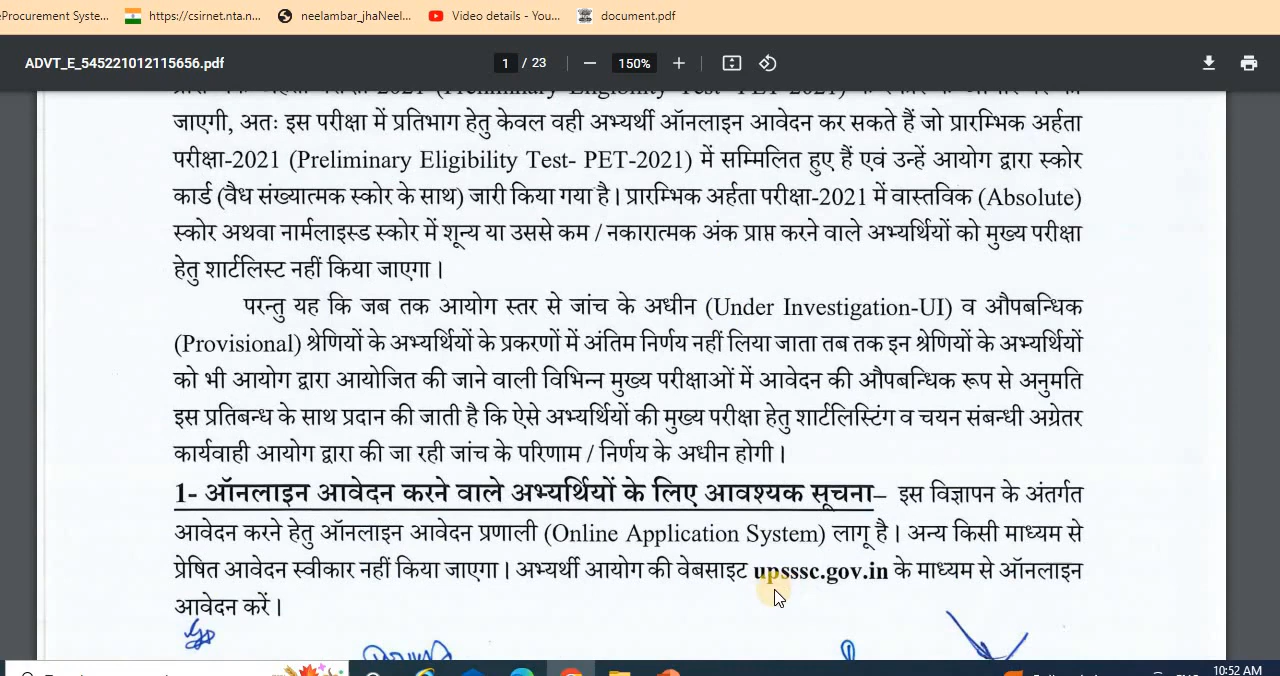 eProcurement Syste...
https://csirnet.nta.n...
neelambar_jhaNeel...
Video details - You...
document.pdf
ADVT_E_545221012115656.pdf
1 / 23
150%
जाएगी, अतः इस परीक्षा में प्रतिभाग हेतु केवल वही अभ्यर्थी ऑनलाइन आवेदन कर सकते हैं जो प्रारम्भिक अर्हता
परीक्षा-2021 (Preliminary Eligibility Test- PET-2021) में सम्मिलित हुए हैं एवं उन्हें आयोग द्वारा स्कोर
कार्ड (वैध संख्यात्मक स्कोर के साथ) जारी किया गया है। प्रारम्भिक अर्हता परीक्षा-2021 में वास्तविक (Absolute)
स्कोर अथवा नार्मलाइस्ड स्कोर में शून्य या उससे कम / नकारात्मक अंक प्राप्त करने वाले अभ्यर्थियों को मुख्य परीक्षा
हेतु शार्टलिस्ट नहीं किया जाएगा।
परन्तु यह कि जब तक आयोग स्तर से जांच के अधीन (Under Investigation-UI) व औपबन्धिक
(Provisional) श्रेणियों के अभ्यर्थियों के प्रकरणों में अंतिम निर्णय नहीं लिया जाता तब तक इन श्रेणियों के अभ्यर्थियों
को भी आयोग द्वारा आयोजित की जाने वाली विभिन्न मुख्य परीक्षाओं में आवेदन की औपबन्धिक रूप से अनुमति
इस प्रतिबन्ध के साथ प्रदान की जाती है कि ऐसे अभ्यर्थियों की मुख्य परीक्षा हेतु शार्टलिस्टिंग व चयन संबन्धी अग्रेतर
कार्यवाही आयोग द्वारा की जा रही जांच के परिणाम / निर्णय के अधीन होगी।
1- ऑनलाइन आवेदन करने वाले अभ्यर्थियों के लिए आवश्यक सूचना– इस विज्ञापन के अंतर्गत
आवेदन करने हेतु ऑनलाइन आवेदन प्रणाली (Online Application System) लागू है। अन्य किसी माध्यम से
प्रेषित आवेदन स्वीकार नहीं किया जाएगा। अभ्यर्थी आयोग की वेबसाइट upsssc.gov.in के माध्यम से ऑनलाइन
आवेदन करें।
10:52 AM